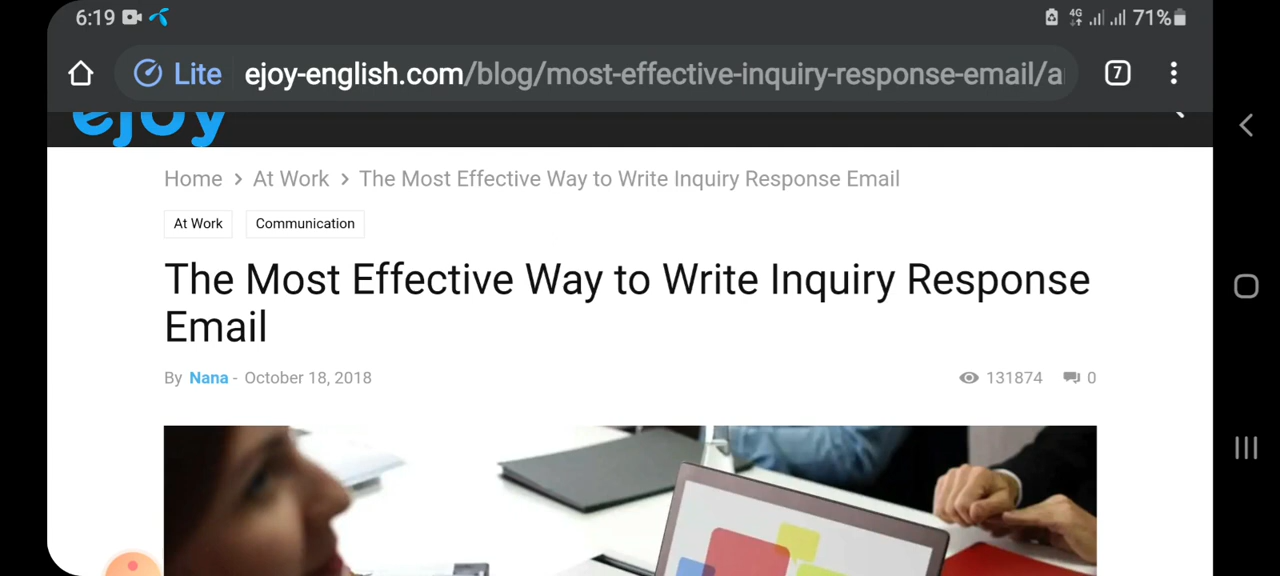 6:19 4G 71%
Lite ejoy-english.com/blog/most-effective-inquiry-response-email/a 7
ejoy
Home > At Work > The Most Effective Way to Write Inquiry Response Email
At Work Communication
The Most Effective Way to Write Inquiry Response
Email
By Nana - October 18, 2018 131874 0